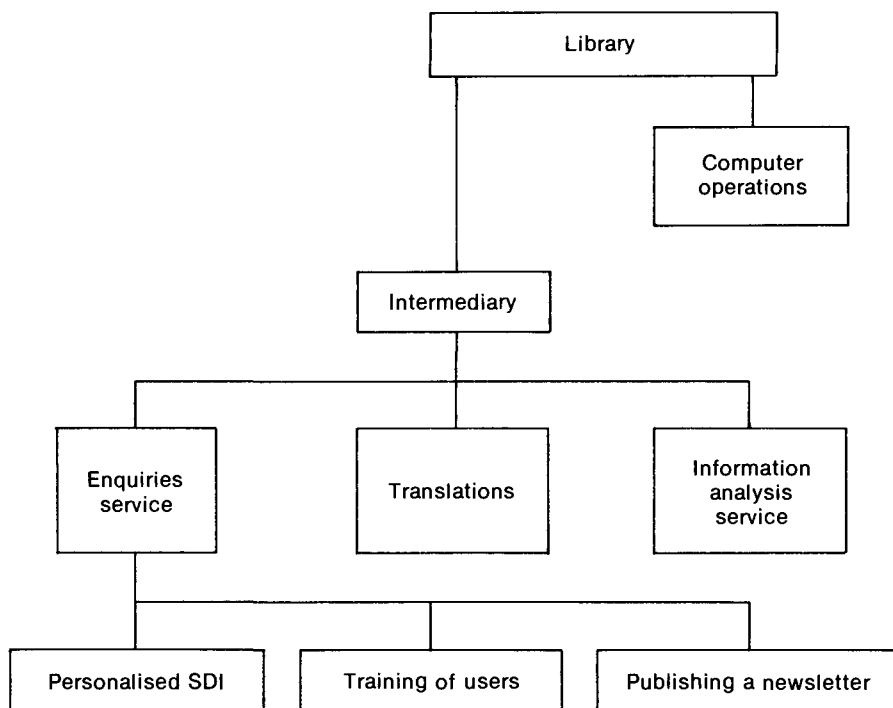 Library
Computer
operations
Intermediary
Enquiries
service
Translations
Information
analysis
service
Personalised SDI
Training of users
Publishing a newsletter